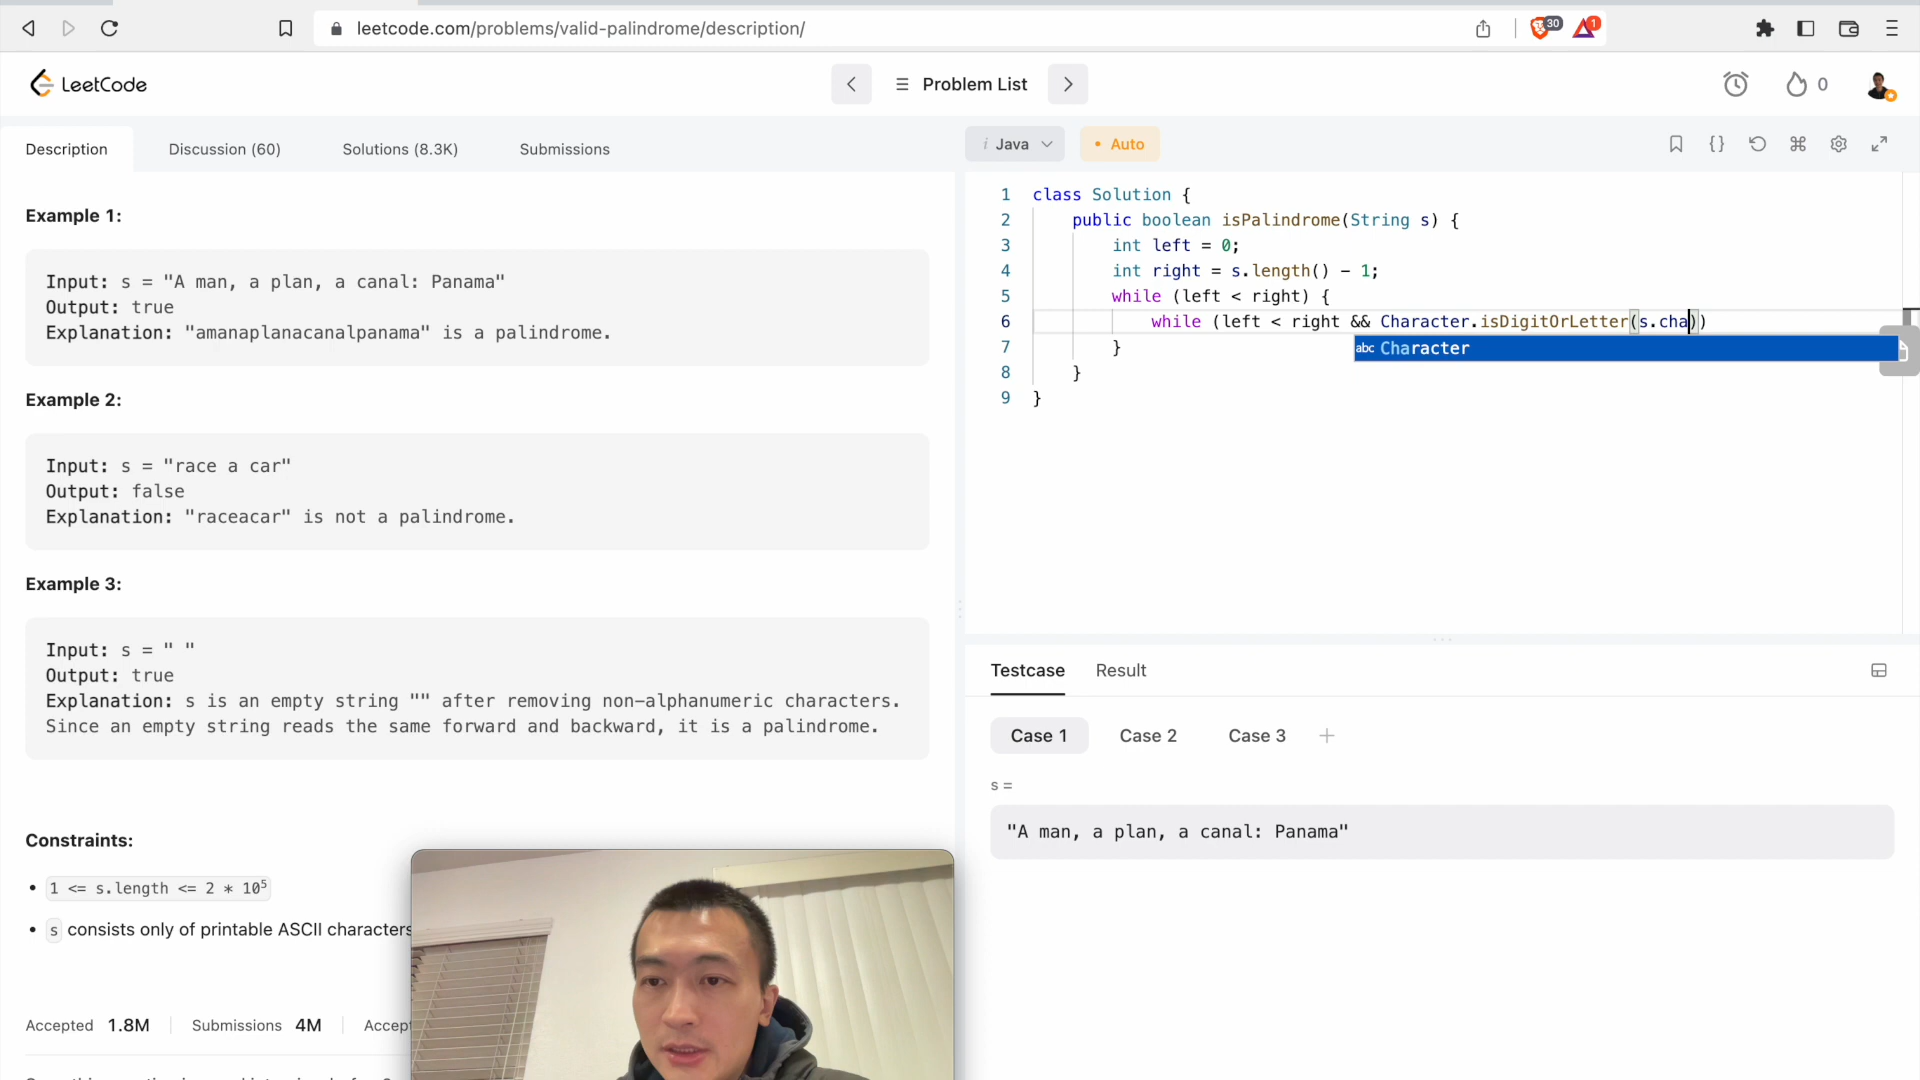 leetcode.com/problems/valid-palindrome/description/
30
1
LeetCode
Problem List
0
Description
Discussion (60)
Solutions (8.3K)
Submissions
Example 1:
Input: s = "A man, a plan, a canal: Panama"
Output: true
Explanation: "amanaplanacanalpanama" is a palindrome.
Example 2:
Input: s = "race a car"
Output: false
Explanation: "raceacar" is not a palindrome.
Example 3:
Input: s = " "
Output: true
Explanation: s is an empty string "" after removing non-alphanumeric characters.
Since an empty string reads the same forward and backward, it is a palindrome.
Constraints:
• 1 <= s.length <= 2 * 10⁵
• s consists only of printable ASCII characters
Accepted 1.8M
Submissions 4M
Accept
i Java
• Auto
1 class Solution {
2 public boolean isPalindrome(String s) {
3 int left = 0;
4 int right = s.length() - 1;
5 while (left < right) {
6 while (left < right && Character.isDigitOrLetter(s.cha))
7 }
8 }
9 }
abc Character
Testcase
Result
Case 1
Case 2
Case 3
+
s =
"A man, a plan, a canal: Panama"